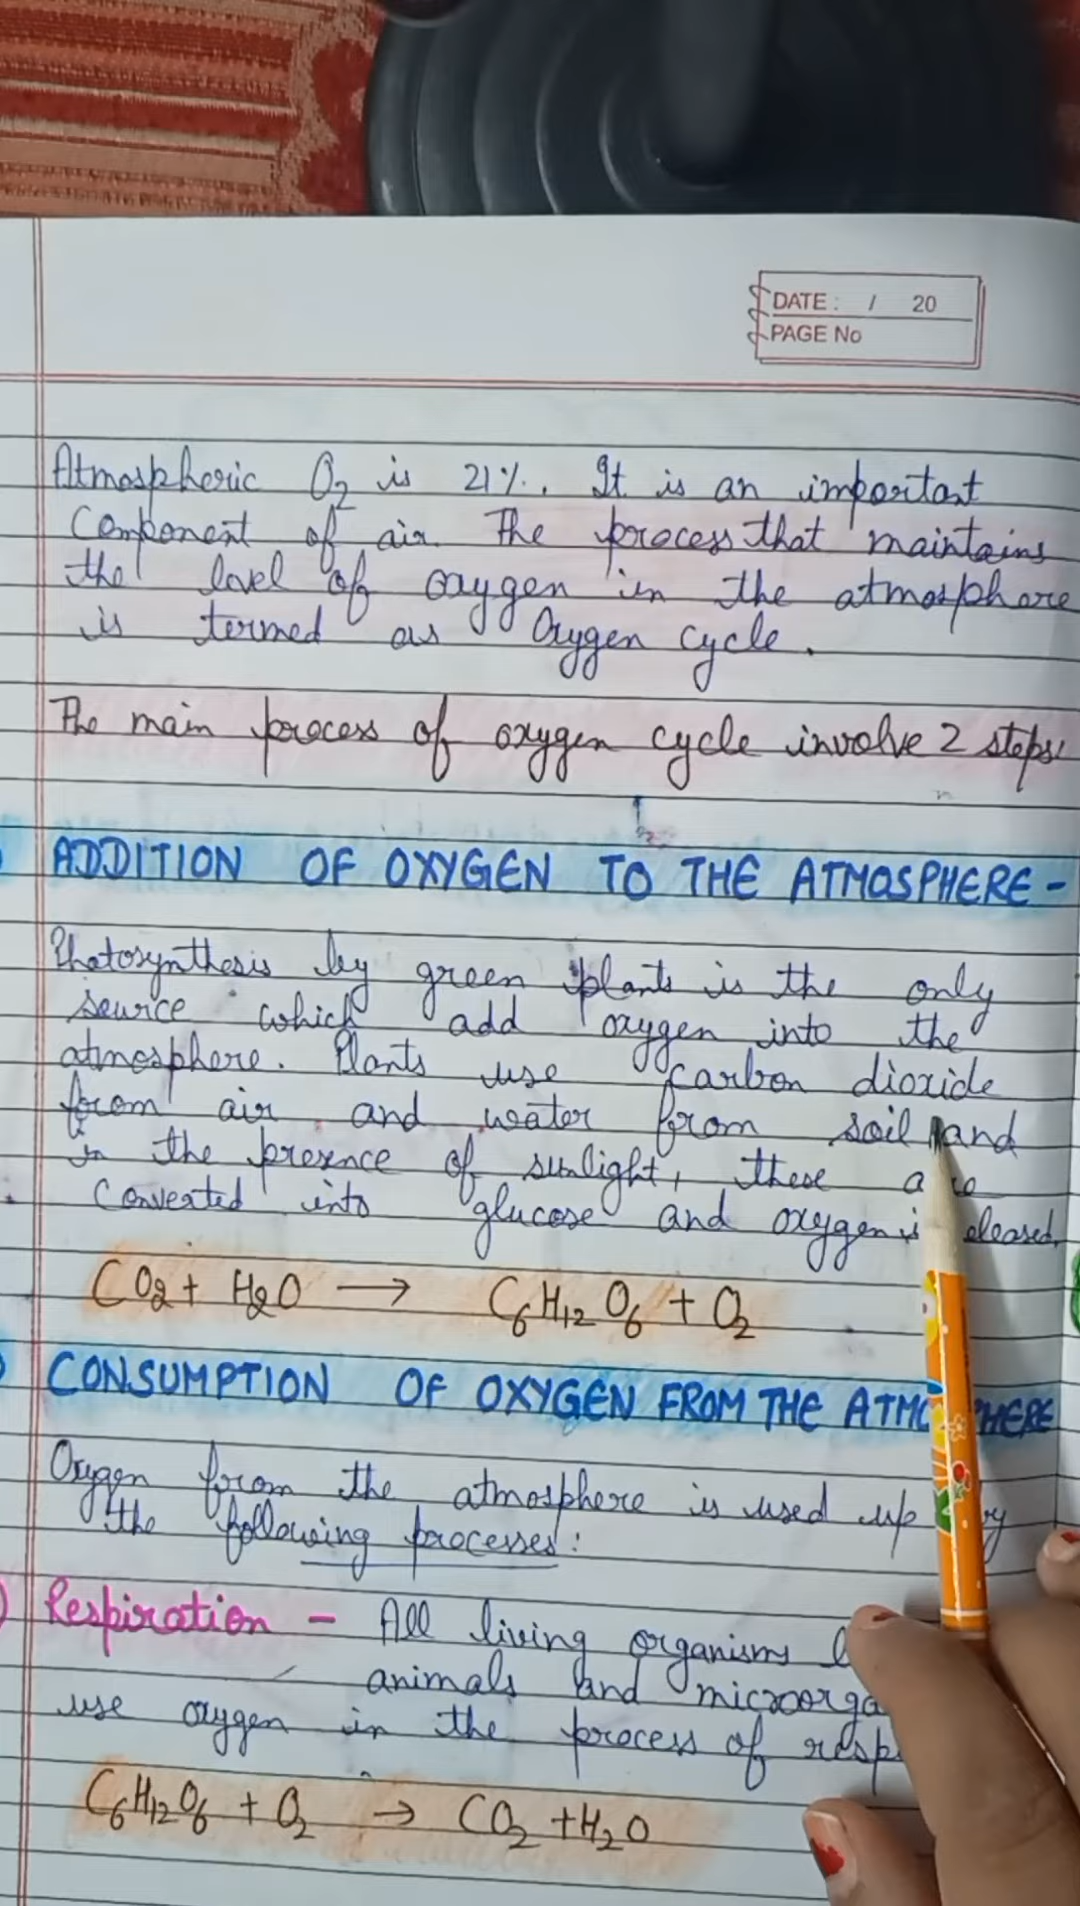 DATE : / 20
PAGE No
Atmospheric O₂ is 21%. It is an important
Component of air. The process that maintains
the level of oxygen in the atmosphere
is termed as Oxygen cycle.
The main process of oxygen cycle involve 2 steps:
ADDITION OF OXYGEN TO THE ATMOSPHERE -
Photosynthesis by green plants is the only
source which add oxygen into the
atmosphere. Plants use carbon dioxide
from air and water from soil and
in the presence of sunlight, these
Converted into glucose and oxygen is
CO₂ + H₂O → C₆H₁₂O₆ + O₂
CONSUMPTION OF OXYGEN FROM THE
Oxygen from the atmosphere is used up
the following processes:
Respiration - All living organisms
animals and
use oxygen in the process of
C₆H₁₂O₆ + O₂ → CO₂ + H₂O